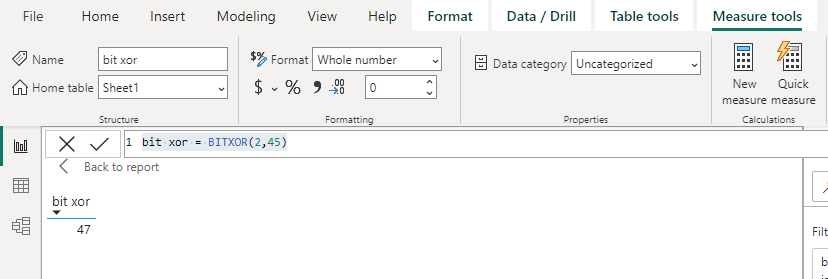 File Home Insert Modeling View Help Format Data / Drill Table tools Measure tools
Name bit xor
$% Format Whole number
Data category Uncategorized
Home table Sheet1
$ % 9 .00 →0 0
New measure
Quick measure
Structure Formatting Properties Calculations
1 bit xor = BITXOR(2,45)
Back to report
bit xor
47
Filt
b